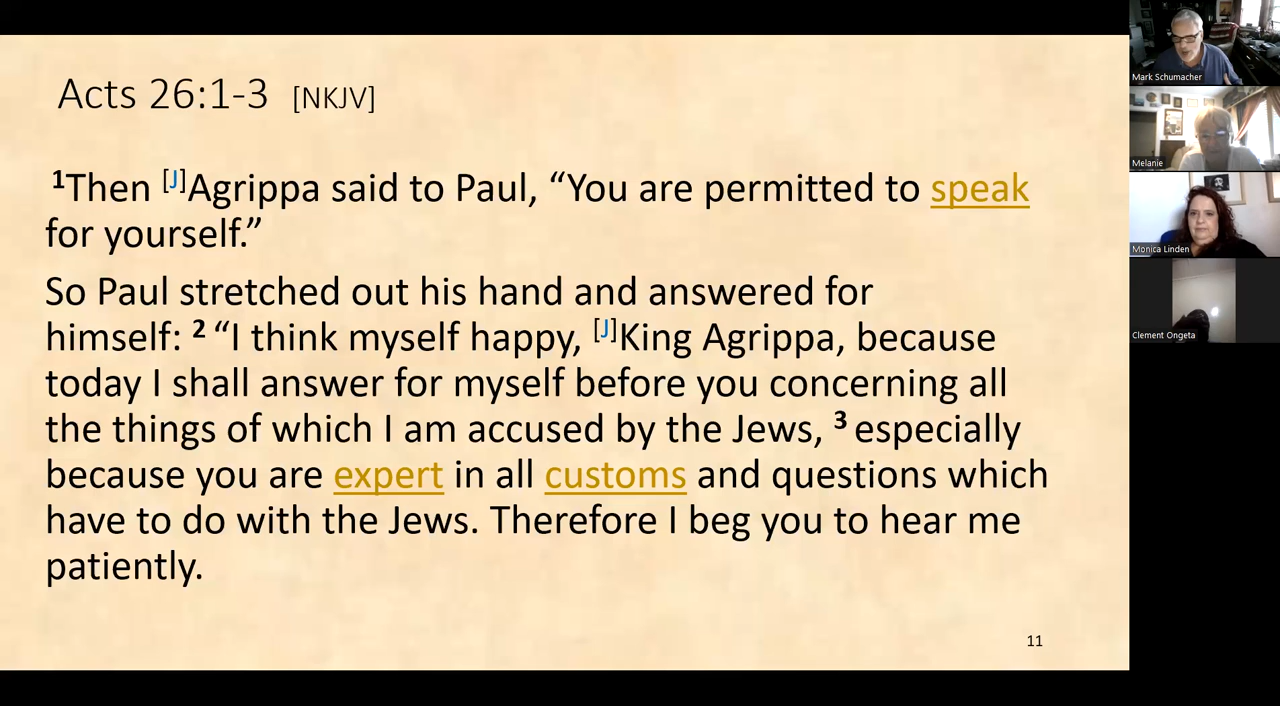 Acts 26:1-3 [NKJV]
1Then [J]Agrippa said to Paul, “You are permitted to speak
for yourself.”
So Paul stretched out his hand and answered for
himself: 2 “I think myself happy, [J]King Agrippa, because
today I shall answer for myself before you concerning all
the things of which I am accused by the Jews, 3 especially
because you are expert in all customs and questions which
have to do with the Jews. Therefore I beg you to hear me
patiently.
11
Mark Schumacher
Melanie
Monica Linden
Clement Ongeta